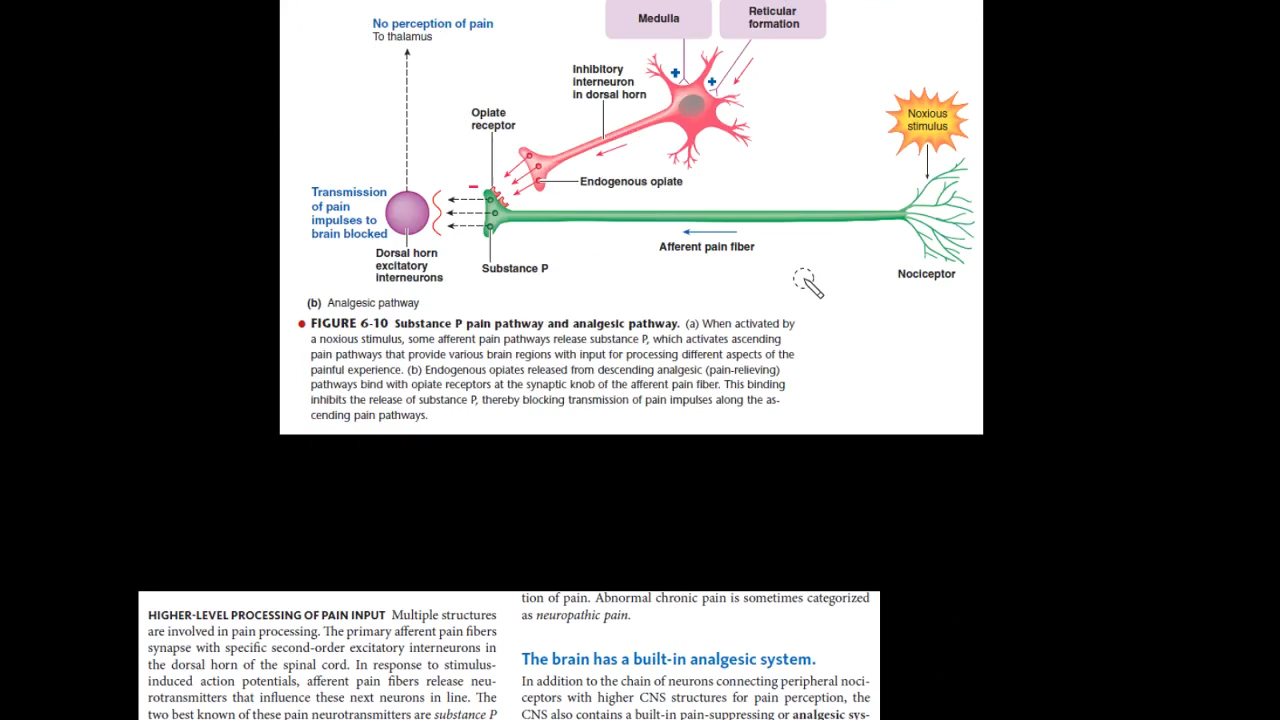 No perception of pain
To thalamus
Medulla
Reticular
formation
Inhibitory
interneuron
in dorsal horn
Opiate
receptor
Noxious
stimulus
+
+
Endogenous opiate
–
Transmission
of pain
impulses to
brain blocked
Afferent pain fiber
Dorsal horn
excitatory
interneurons
Substance P
Nociceptor
(b) Analgesic pathway
• FIGURE 6-10 Substance P pain pathway and analgesic pathway. (a) When activated by
a noxious stimulus, some afferent pain pathways release substance P, which activates ascending
pain pathways that provide various brain regions with input for processing different aspects of the
painful experience. (b) Endogenous opiates released from descending analgesic (pain-relieving)
pathways bind with opiate receptors at the synaptic knob of the afferent pain fiber. This binding
inhibits the release of substance P, thereby blocking transmission of pain impulses along the as-
cending pain pathways.
HIGHER-LEVEL PROCESSING OF PAIN INPUT Multiple structures
are involved in pain processing. The primary afferent pain fibers
synapse with specific second-order excitatory interneurons in
the dorsal horn of the spinal cord. In response to stimulus-
induced action potentials, afferent pain fibers release neu-
rotransmitters that influence these next neurons in line. The
two best known of these pain neurotransmitters are substance P
tion of pain. Abnormal chronic pain is sometimes categorized
as neuropathic pain.
The brain has a built-in analgesic system.
In addition to the chain of neurons connecting peripheral noci-
ceptors with higher CNS structures for pain perception, the
CNS also contains a built-in pain-suppressing or analgesic sys-